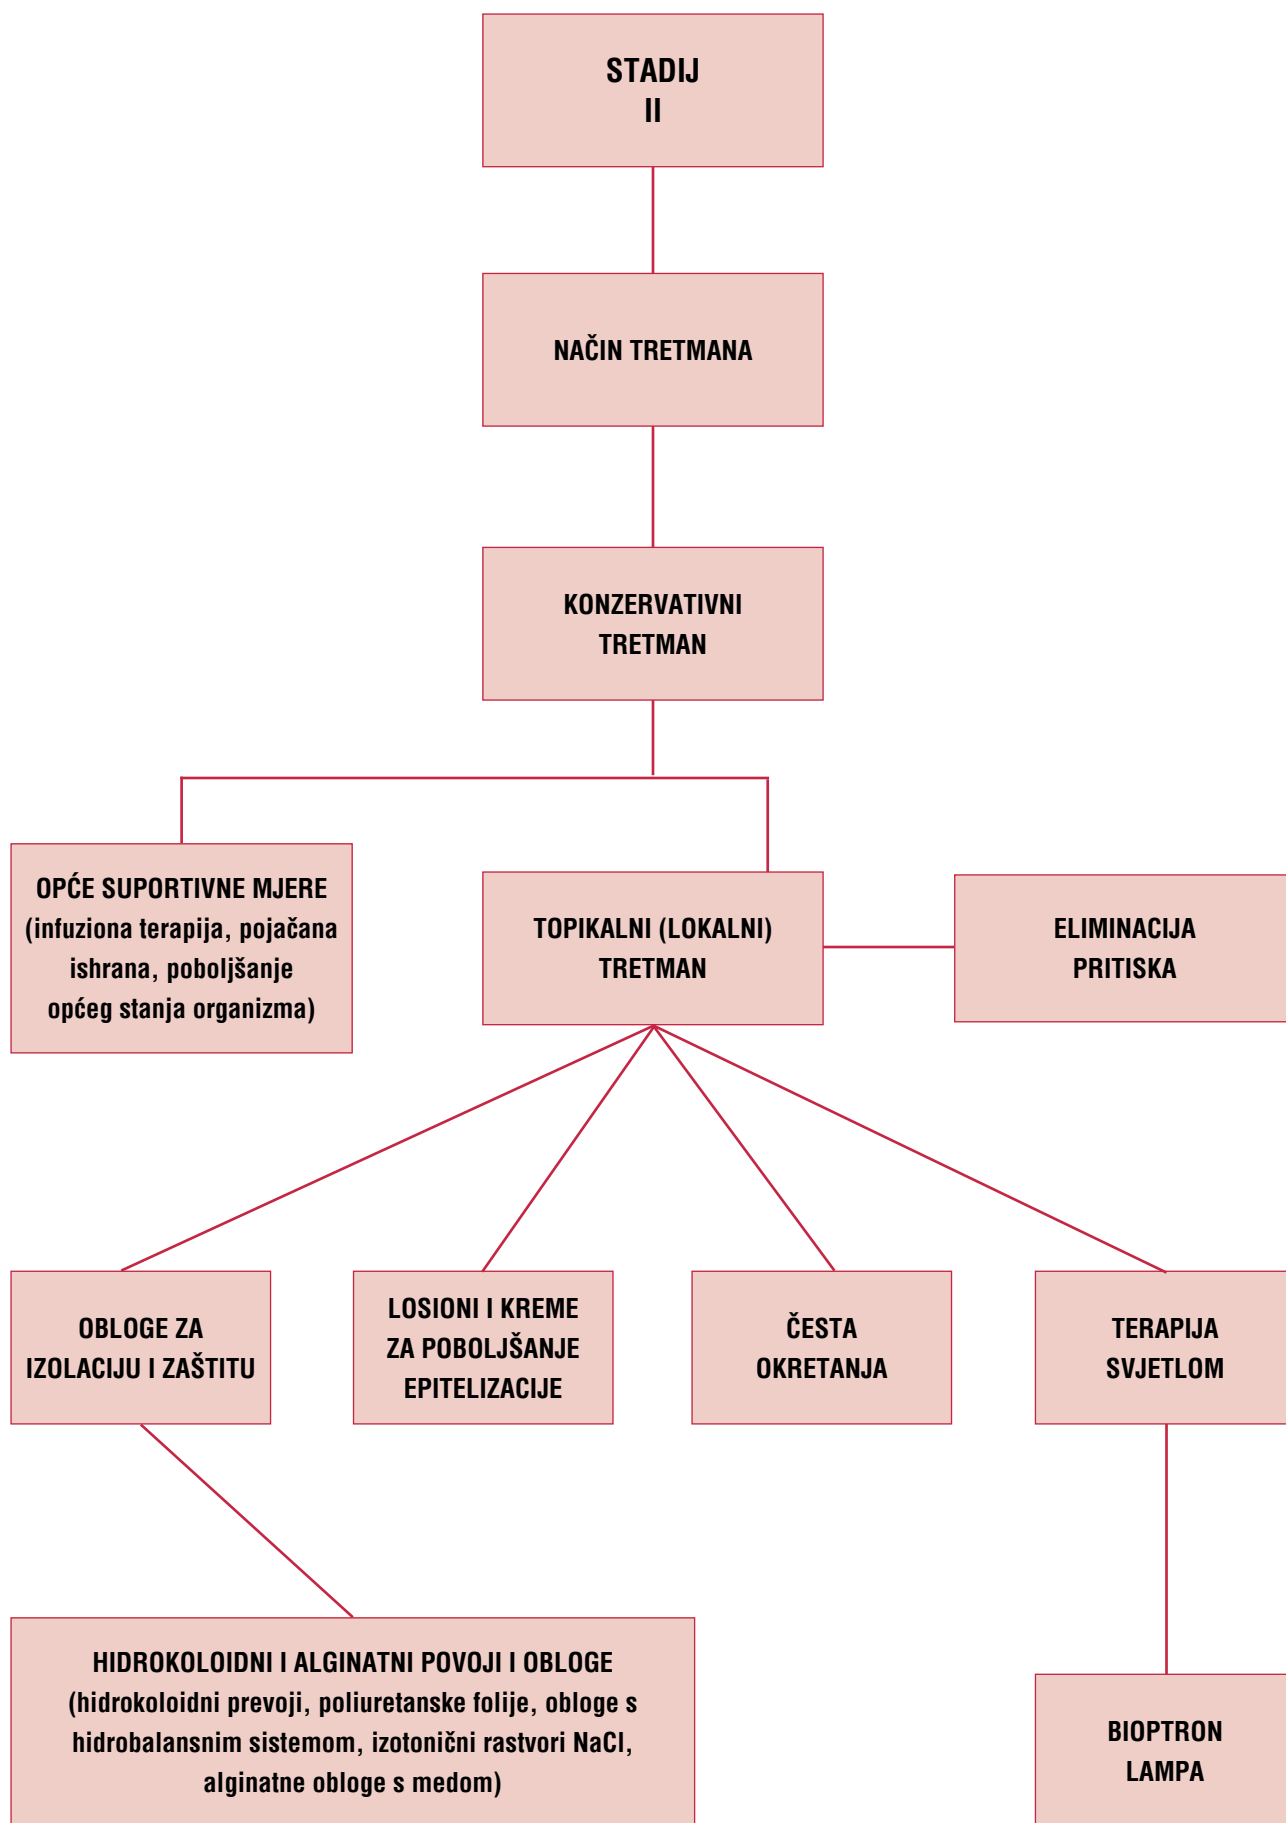 STADIJ
II
NAČIN TRETMANA
KONZERVATIVNI
TRETMAN
OPĆE SUPORTIVNE MJERE
(infuziona terapija, pojačana
ishrana, poboljšanje
općeg stanja organizma)
TOPIKALNI (LOKALNI)
TRETMAN
ELIMINACIJA
PRITISKA
OBLOGE ZA
IZOLACIJU I ZAŠTITU
LOSIONI I KREME
ZA POBOLJŠANJE
EPITELIZACIJE
ČESTA
OKRETANJA
TERAPIJA
SVJETLOM
HIDROKOLOIDNI I ALGINATNI POVOJI I OBLOGE
(hidrokoloidni prevoji, poliuretanske folije, obloge s
hidrobalansnim sistemom, izotonični rastvori NaCl,
alginatne obloge s medom)
BIOPTRON
LAMPA